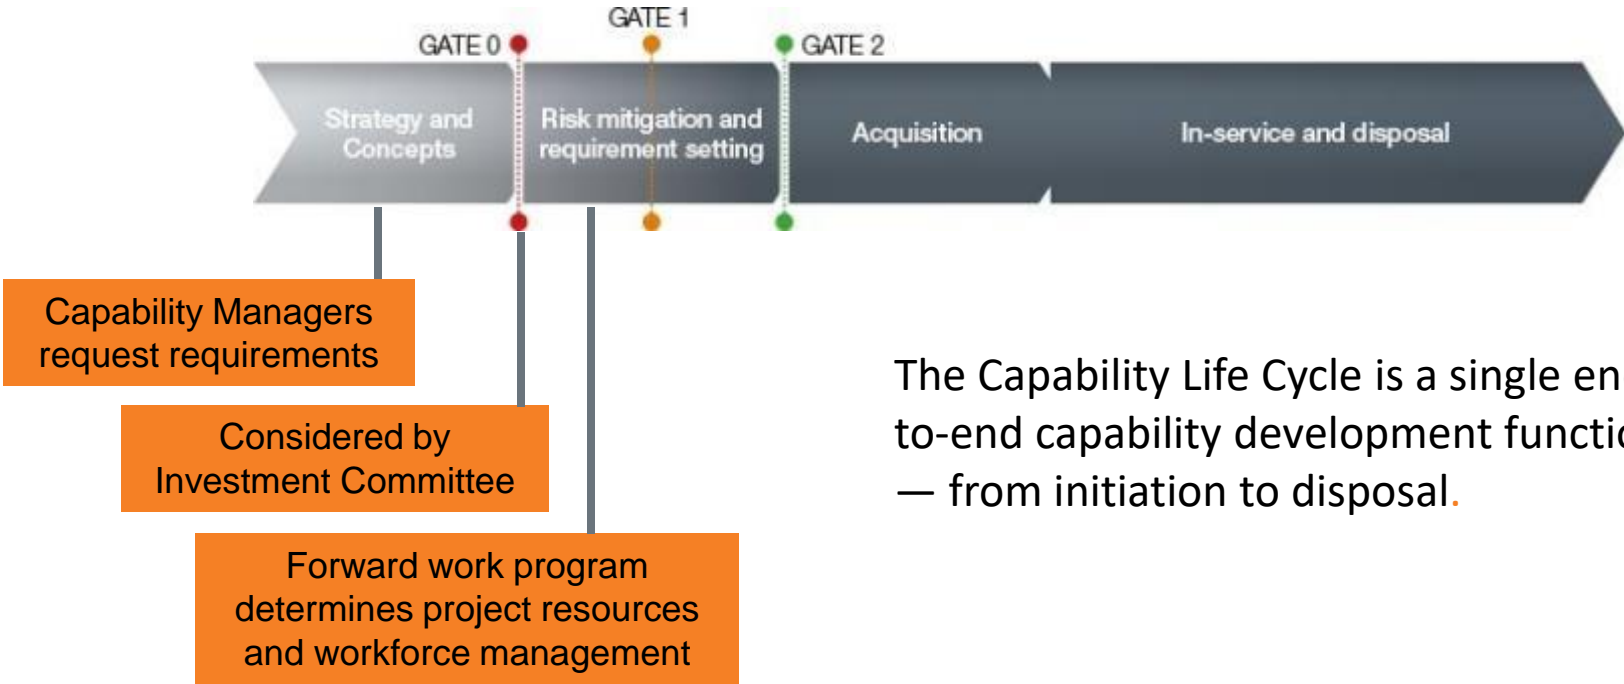 GATE 0
GATE 1
GATE 2
Strategy and
Concepts
Risk mitigation and
requirement setting
Acquisition
In-service and disposal
Capability Managers
request requirements
Considered by
Investment Committee
Forward work program
determines project resources
and workforce management
The Capability Life Cycle is a single
to-end capability development
— from initiation to disposal.